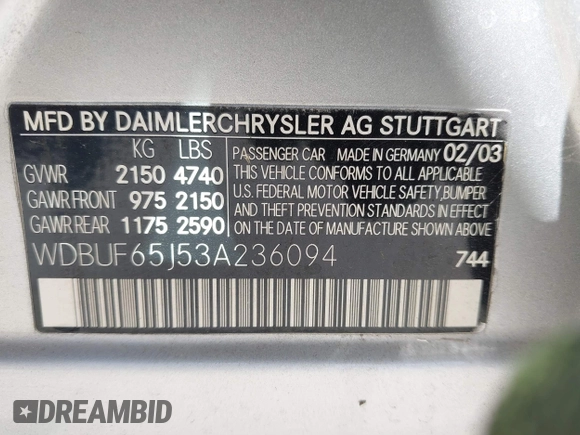 MFD BY DAIMLERCHRYSLER AG STUTTGART
KG LBS
GVWR 2150 4740
GAWR FRONT 975 2150
GAWR REAR 1175 2590
PASSENGER CAR MADE IN GERMANY 02/03
THIS VEHICLE CONFORMS TO ALL APPLICABLE
U.S. FEDERAL MOTOR VEHICLE SAFETY, BUMPER
AND THEFT PREVENTION STANDARDS IN EFFECT
ON THE DATE OF MANUFACTURE SHOWN ABOVE
WDBUF65J53A236094 744
DREAMBID